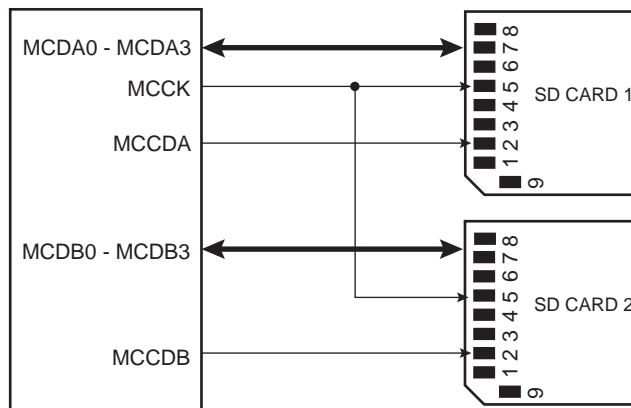 MCDA0 - MCDA3
MCCK
MCCDA
MCDB0 - MCDB3
MCCDB
8
7
6
5
4
3
2
1
9
SD CARD 1
8
7
6
5
4
3
2
1
9
SD CARD 2